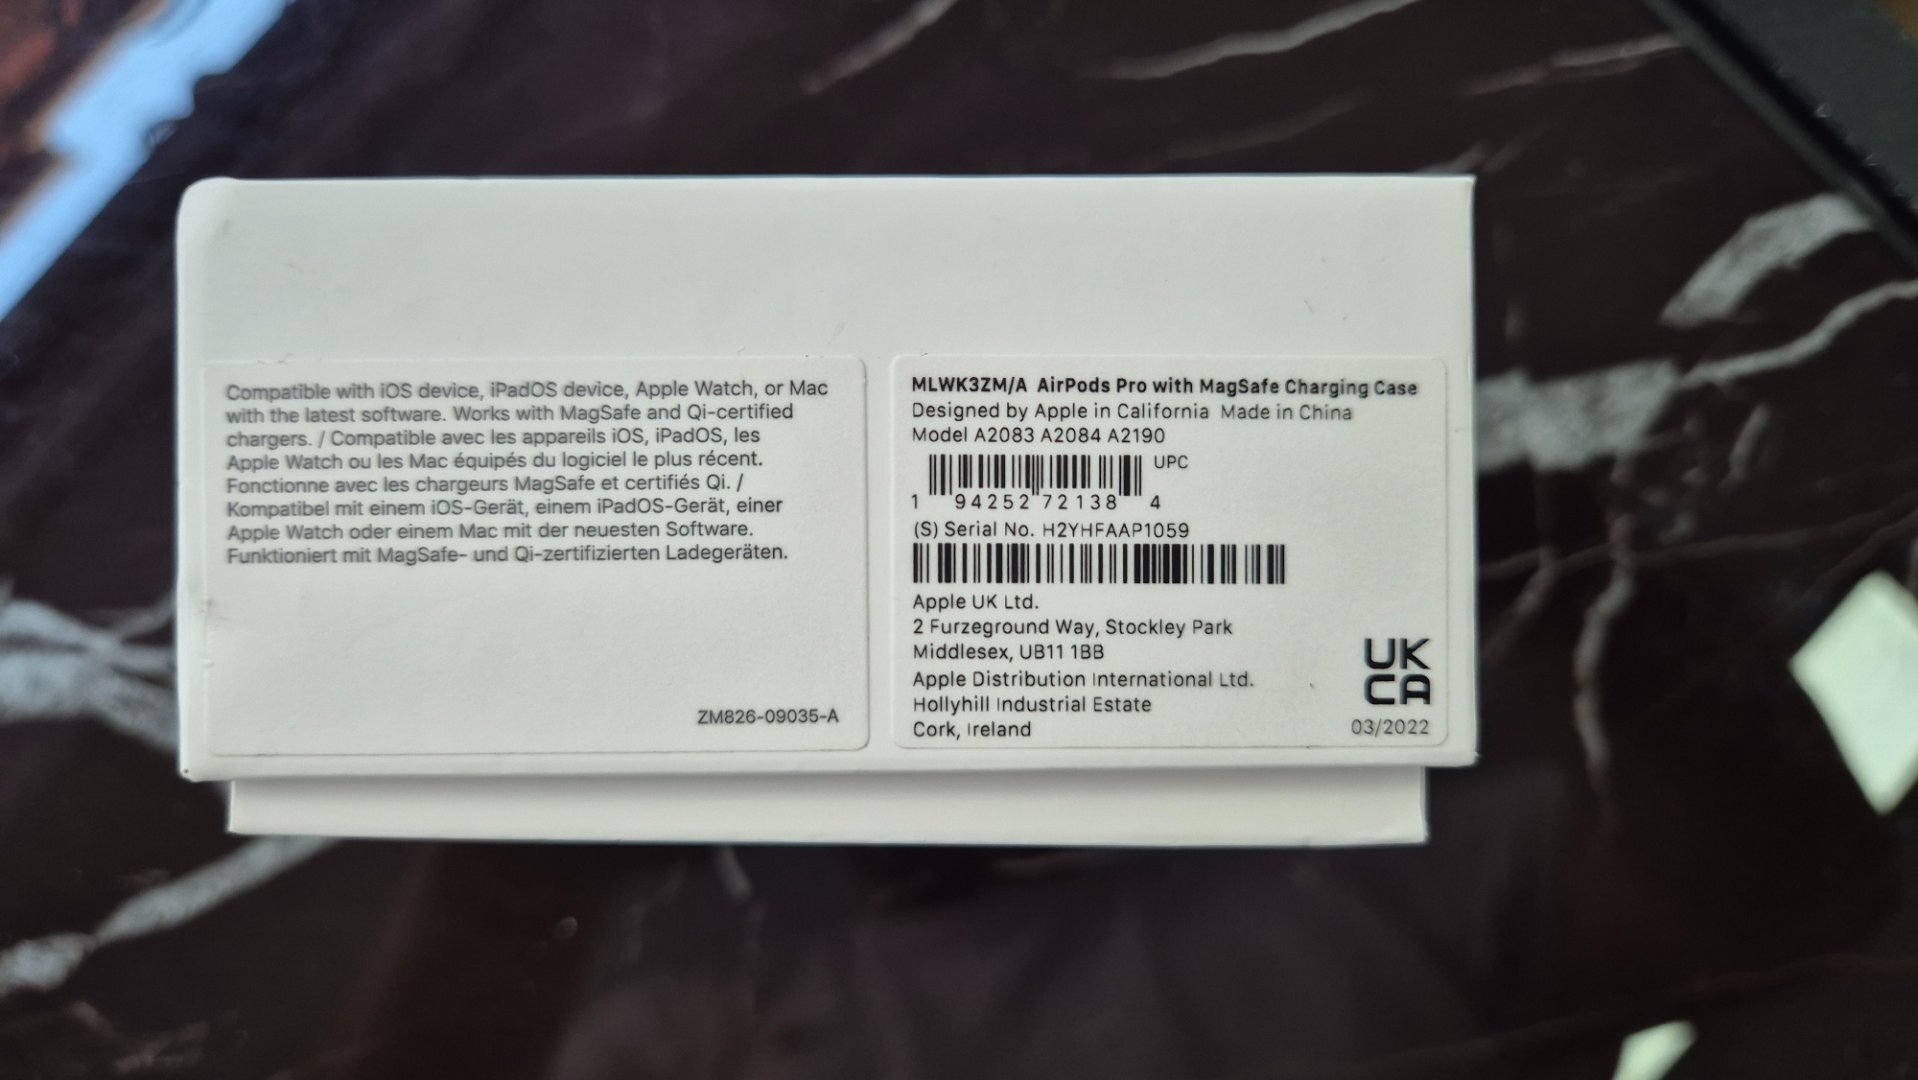 Compatible with iOS device, iPadOS device, Apple Watch, or Mac
with the latest software. Works with MagSafe and Qi-certified
chargers. / Compatible avec les appareils iOS, iPadOS, les
Apple Watch ou les Mac équipés du logiciel le plus récent.
Fonctionne avec les chargeurs MagSafe et certifiés Qi. /
Kompatibel mit einem iOS-Gerät, einem iPadOS-Gerät, einer
Apple Watch oder einem Mac mit der neuesten Software.
Funktioniert mit MagSafe- und Qi-zertifizierten Ladegeräten.
ZM826-09035-A
MLWK3ZM/A AirPods Pro with MagSafe Charging Case
Designed by Apple in California Made in China
Model A2083 A2084 A2190
UPC
1 94252 72138 4
(S) Serial No. H2YHFAAP1059
Apple UK Ltd.
2 Furzeground Way, Stockley Park
Middlesex, UB11 1BB
Apple Distribution International Ltd.
Hollyhill Industrial Estate
Cork, Ireland
UK
CA
03/2022